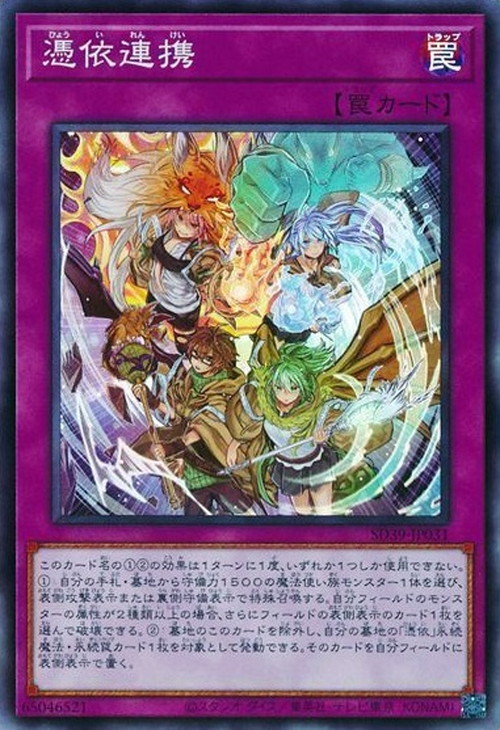 憑依連携
罠
【罠カード】
SD39-JP031
このカード名の①②の効果は1ターンに1度、いずれか1つしか使用できない。
①：自分の手札・墓地から守備力1500の魔法使い族モンスター1体を選び、
表側攻撃表示または裏側守備表示で特殊召喚する。自分フィールドのモンス
ターの属性が2種類以上の場合、さらにフィールドの表側表示のカード1枚を
選んで破壊できる。②：墓地のこのカードを除外し、自分の墓地の「憑依」永続
魔法・永続罠カード1枚を対象として発動できる。そのカードを自分フィールドに
表側表示で置く。
65046521
©スタジオ・ダイス／集英社・テレビ東京・KONAMI